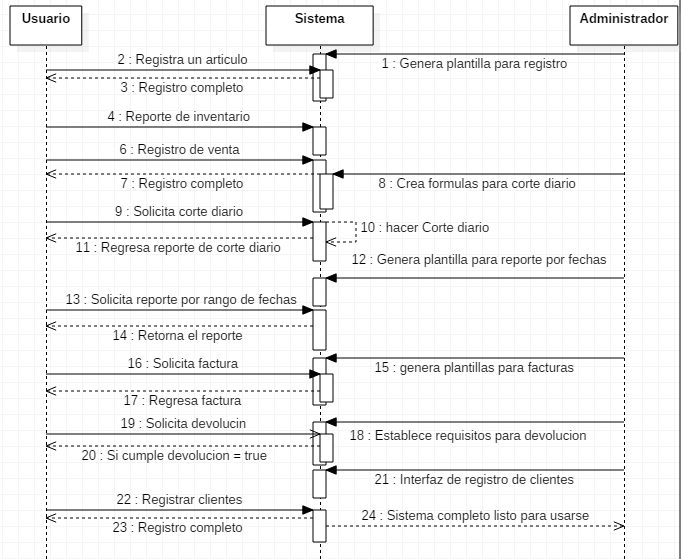 Usuario
Sistema
Administrador
1 : Genera plantilla para registro
2 : Registra un articulo
3 : Registro completo
4 : Reporte de inventario
6 : Registro de venta
7 : Registro completo
8 : Crea formulas para corte diario
9 : Solicita corte diario
10 : hacer Corte diario
11 : Regresa reporte de corte diario
12 : Genera plantilla para reporte por fechas
13 : Solicita reporte por rango de fechas
14 : Retorna el reporte
15 : genera plantillas para facturas
16 : Solicita factura
17 : Regresa factura
18 : Establece requisitos para devolucion
19 : Solicita devolucin
20 : Si cumple devolucion = true
21 : Interfaz de registro de clientes
22 : Registrar clientes
23 : Registro completo
24 : Sistema completo listo para usarse